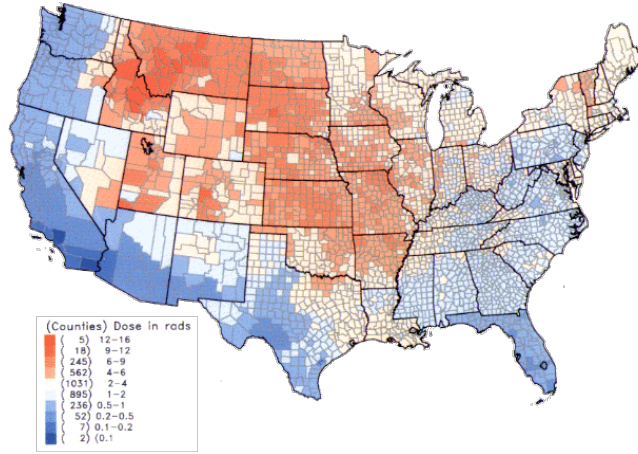 (Counties) Dose in rads
( 5) 12-16
( 18) 9-12
( 245) 6-9
( 562) 4-6
(1031) 2-4
( 895) 1-2
( 236) 0.5-1
( 52) 0.2-0.5
( 7) 0.1-0.2
( 2) (0.1